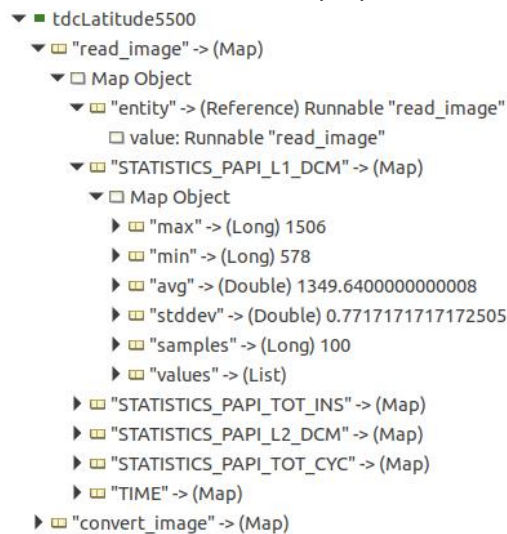 tdcLatitude5500
"read_image" -> (Map)
Map Object
"entity" -> (Reference) Runnable "read_image"
value: Runnable "read_image"
"STATISTICS_PAPI_L1_DCM" -> (Map)
Map Object
"max" -> (Long) 1506
"min" -> (Long) 578
"avg" -> (Double) 1349.6400000000008
"stddev" -> (Double) 0.7717171717172505
"samples" -> (Long) 100
"values" -> (List)
"STATISTICS_PAPI_TOT_INS" -> (Map)
"STATISTICS_PAPI_L2_DCM" -> (Map)
"STATISTICS_PAPI_TOT_CYC" -> (Map)
"TIME" -> (Map)
"convert_image" -> (Map)